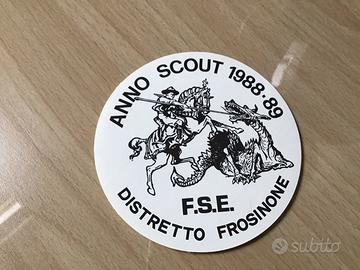 ANNO SCOUT 1988-89
F.S.E.
DISTRETTO FROSINONE
subito